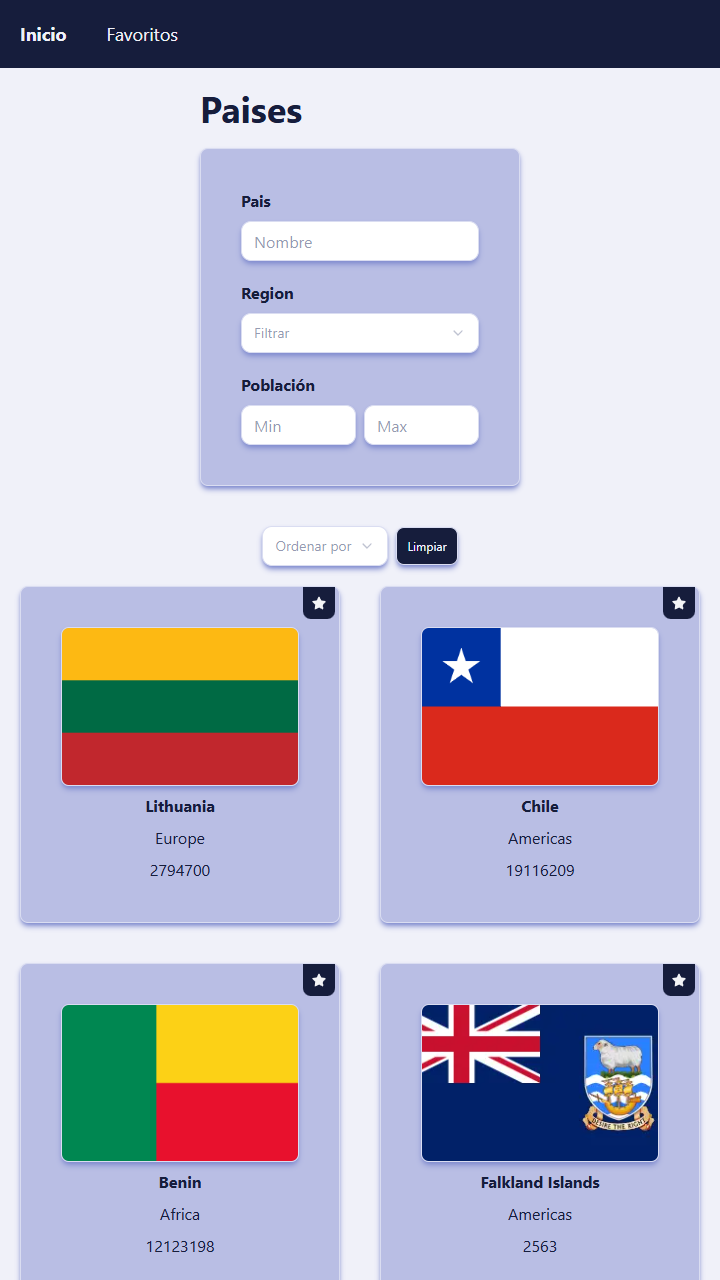 Inicio Favoritos
Paises
Pais
Nombre
Region
Filtrar
Población
Min Max
Ordenar por Limpiar
Lithuania
Europe
2794700
Chile
Americas
19116209
Benin
Africa
12123198
DESIRE THE RIGHT
Falkland Islands
Americas
2563